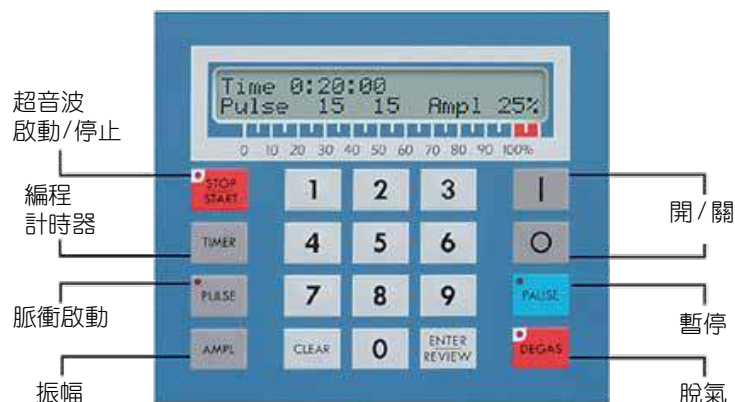 Time 0:20:00
Pulse 15 15 Ampl 25%
0 10 20 30 40 50 60 70 80 90 100%
超音波
啟動/停止
編程
計時器
脈衝啟動
振幅
STOP
START
1 2 3
TIMER
4 5 6
PULSE
7 8 9
AMPL
CLEAR
0
ENTER
REVIEW
|
O
PAUSE
DEGAS
開/關
暫停
脫氣